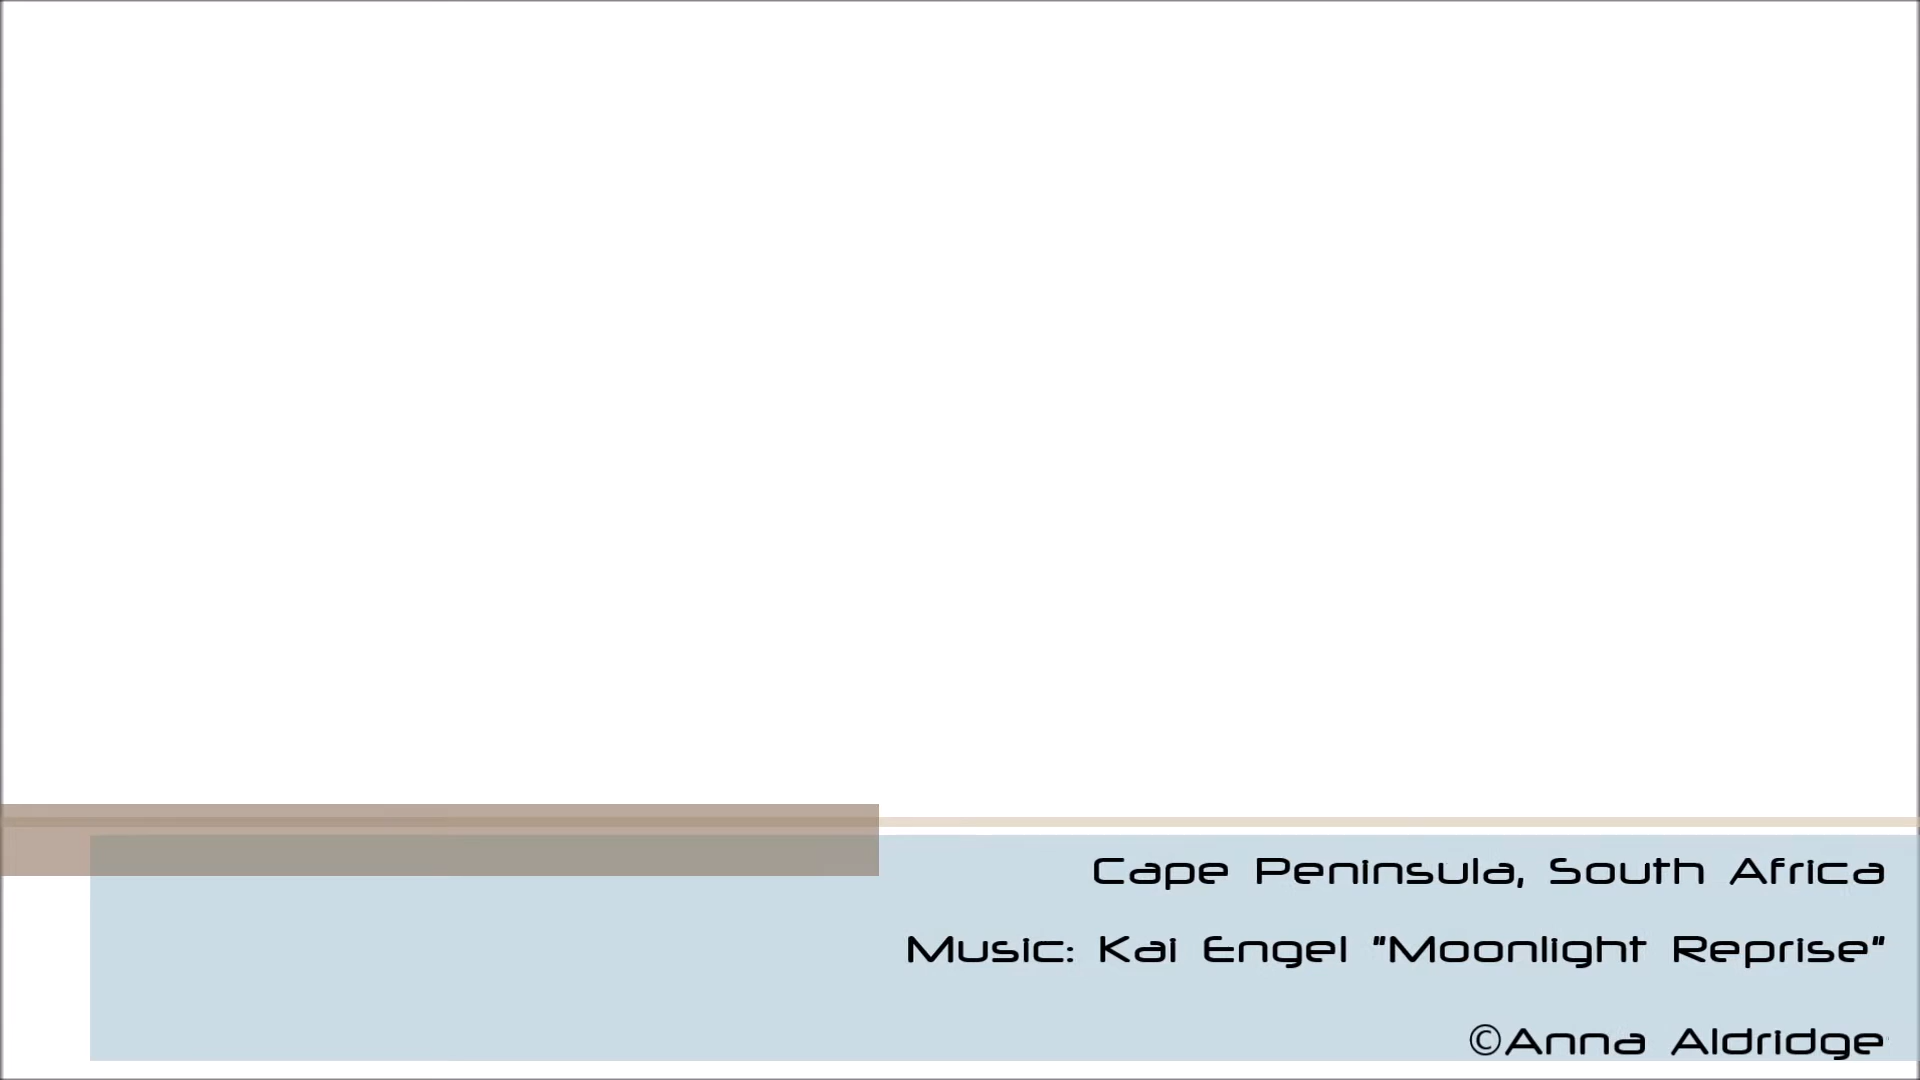 Cape Peninsula, South Africa
Music: Kai Engel "Moonlight Reprise"
©Anna Aldridge